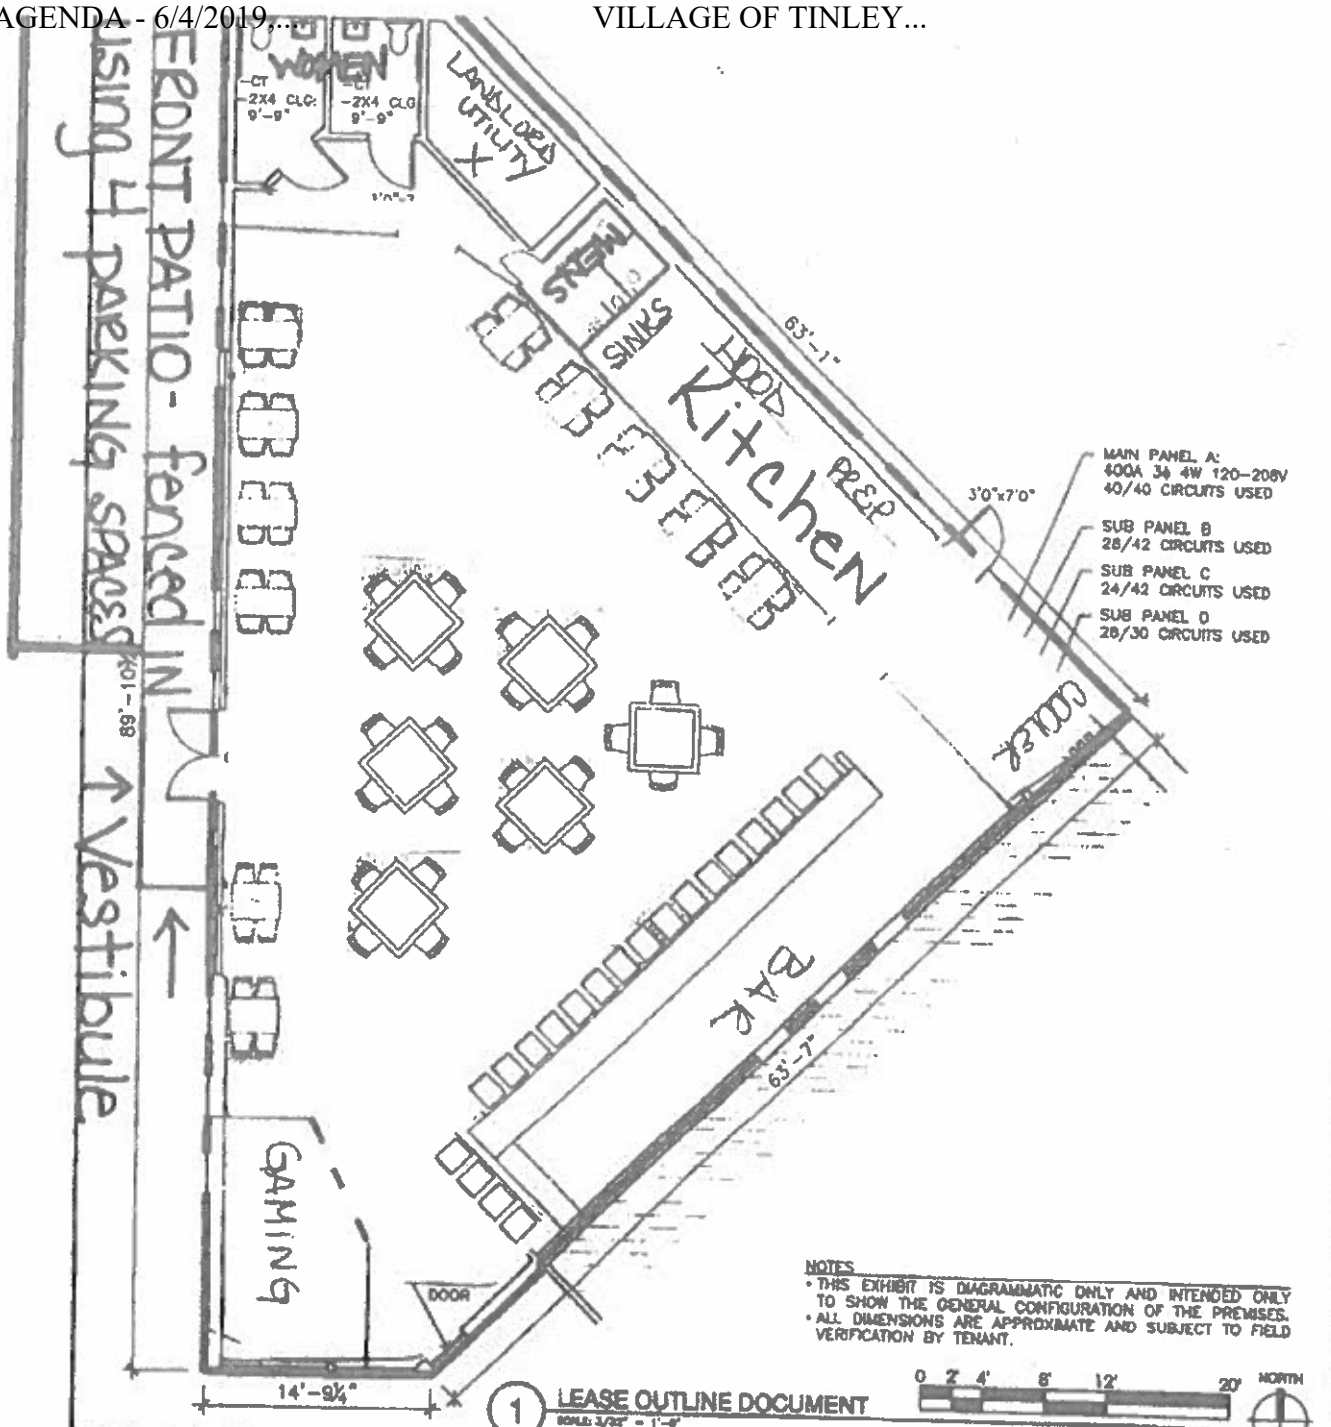 AGENDA - 6/4/2019,...
VILLAGE OF TINLEY...
FRONT PATIO- fenced IN
using 4 PARKING SPACES
WOMEN
-CT
-2X4 CLG:
9'-9"
-CT
-2X4 CLG
9'-9"
LANDLORD
UTILITY
X
MENS
SINKS
HOOD
Kitchen
PREP
63'-1"
3'0"x7'0"
MAIN PANEL A:
400A 3ϕ 4W 120-208V
40/40 CIRCUITS USED
SUB PANEL B
28/42 CIRCUITS USED
SUB PANEL C
24/42 CIRCUITS USED
SUB PANEL D
28/30 CIRCUITS USED
COOLER
DOOR
↑ Vestibule
←
BAR
63'-7"
GAMING
DOOR
14'-9¼"
NOTES
• THIS EXHIBIT IS DIAGRAMMATIC ONLY AND INTENDED ONLY
TO SHOW THE GENERAL CONFIGURATION OF THE PREMISES.
• ALL DIMENSIONS ARE APPROXIMATE AND SUBJECT TO FIELD
VERIFICATION BY TENANT.
1
LEASE OUTLINE DOCUMENT
0 2' 4' 8' 12' 20'
NORTH